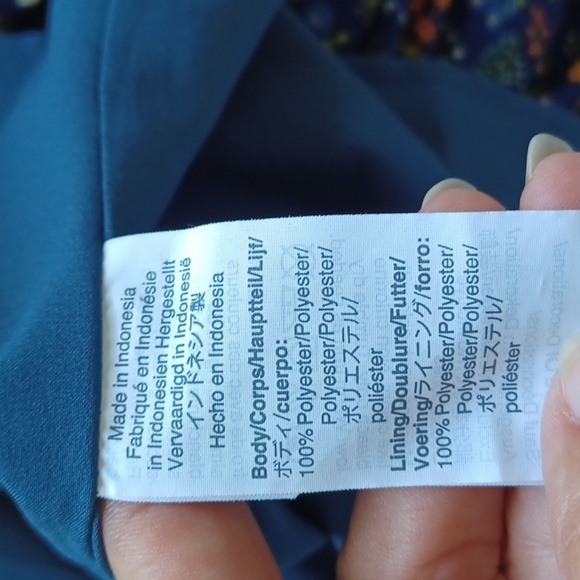 Made in Indonesia
Fabriqué en Indonésie
in Indonesien Hergestellt
Vervaardigd in Indonesië
インドネシア製
Hecho en Indonesia
Body/Corps/Hauptteil/Lijf/
ボディ/cuerpo:
100% Polyester/Polyester/
Polyester/Polyester/
ポリエステル/
poliéster
Lining/Doublure/Futter/
Voering/ライニング/forro:
100% Polyester/Polyester/
Polyester/Polyester/
ポリエステル/
poliéster